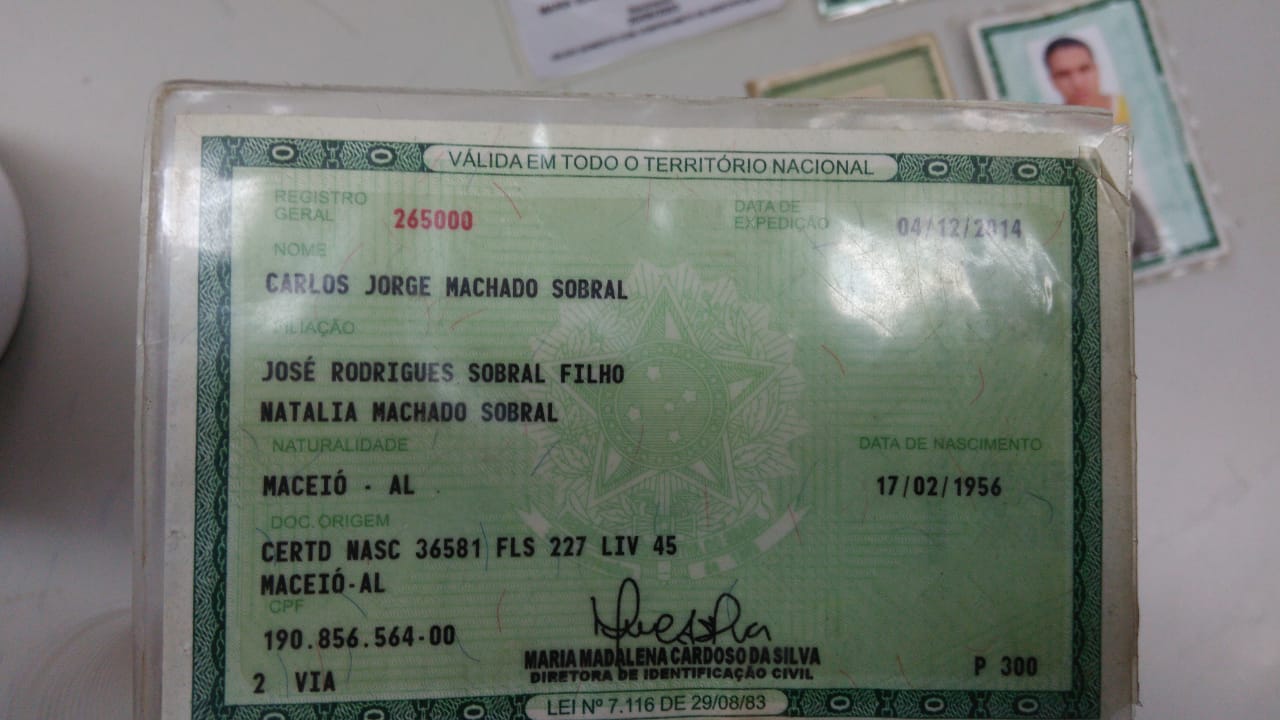 VÁLIDA EM TODO O TERRITÓRIO NACIONAL
REGISTRO GERAL 265000
DATA DE EXPEDIÇÃO 04/12/2014
NOME
CARLOS JORGE MACHADO SOBRAL
FILIAÇÃO
JOSÉ RODRIGUES SOBRAL FILHO
NATALIA MACHADO SOBRAL
NATURALIDADE DATA DE NASCIMENTO
MACEIÓ - AL 17/02/1956
DOC. ORIGEM
CERTD NASC 36581 FLS 227 LIV 45
MACEIÓ-AL
CPF
190.856.564-00
MARIA MADALENA CARDOSO DA SILVA
DIRETORA DE IDENTIFICAÇÃO CIVIL
2 VIA P 300
LEI Nº 7.116 DE 29/08/83